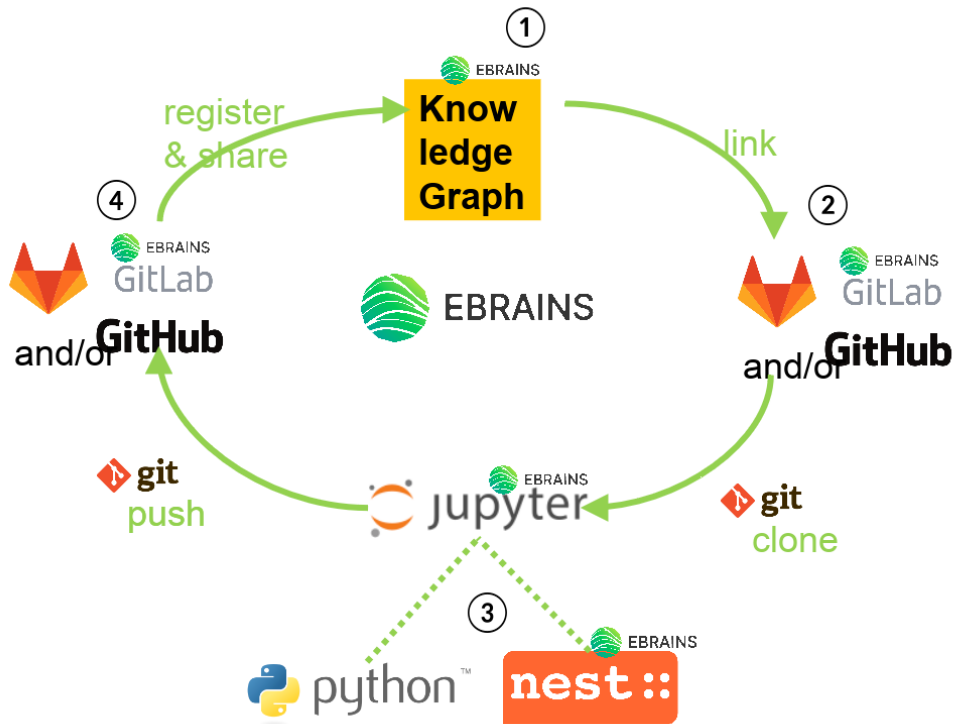 1
EBRAINS
Know
ledge
Graph
register
& share
link
4
EBRAINS
GitLab
GitHub
and/or
2
EBRAINS
GitLab
GitHub
and/or
EBRAINS
git
push
EBRAINS
jupyter
git
clone
3
python™
EBRAINS
nest::